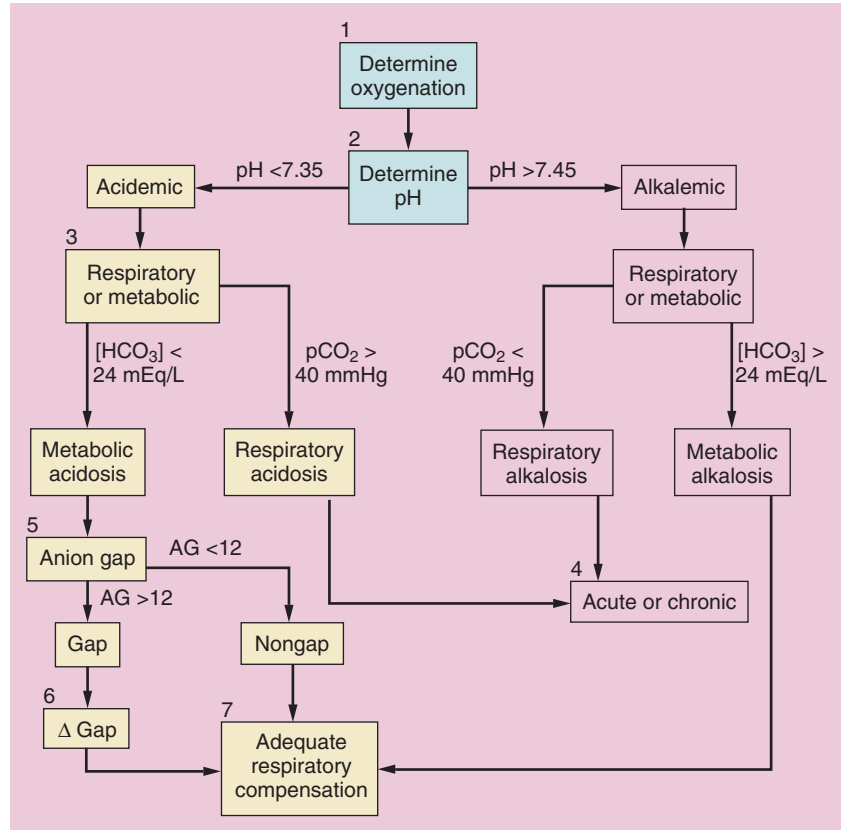 1
Determine
oxygenation
2
Determine
pH
pH <7.35
pH >7.45
Acidemic
Alkalemic
3
Respiratory
or metabolic
Respiratory
or metabolic
[HCO₃] <
24 mEq/L
pCO₂ >
40 mmHg
pCO₂ <
40 mmHg
[HCO₃] >
24 mEq/L
Metabolic
acidosis
Respiratory
acidosis
Respiratory
alkalosis
Metabolic
alkalosis
5
Anion gap
AG <12
AG >12
4
Acute or chronic
Gap
Nongap
6
Δ Gap
7
Adequate
respiratory
compensation